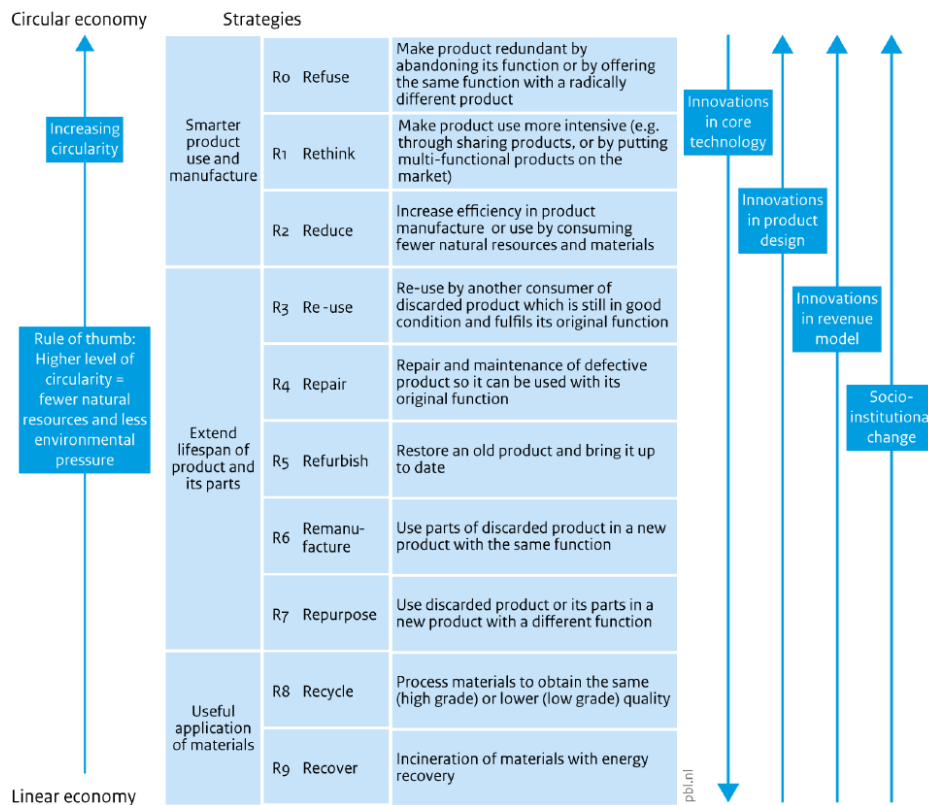 Circular economy
Strategies
Increasing
circularity
Rule of thumb:
Higher level of
circularity =
fewer natural
resources and less
environmental
pressure
Linear economy
Smarter
product
use and
manufacture
R0 Refuse
Make product redundant by
abandoning its function or by offering
the same function with a radically
different product
R1 Rethink
Make product use more intensive (e.g.
through sharing products, or by putting
multi-functional products on the
market)
R2 Reduce
Increase efficiency in product
manufacture or use by consuming
fewer natural resources and materials
Extend
lifespan of
product and
its parts
R3 Re-use
Re-use by another consumer of
discarded product which is still in good
condition and fulfils its original function
R4 Repair
Repair and maintenance of defective
product so it can be used with its
original function
R5 Refurbish
Restore an old product and bring it up
to date
R6 Remanu-
facture
Use parts of discarded product in a new
product with the same function
R7 Repurpose
Use discarded product or its parts in a
new product with a different function
Useful
application
of materials
R8 Recycle
Process materials to obtain the same
(high grade) or lower (low grade) quality
R9 Recover
Incineration of materials with energy
recovery
Innovations
in core
technology
Innovations
in product
design
Innovations
in revenue
model
Socio-
institutional
change
pbl.nl